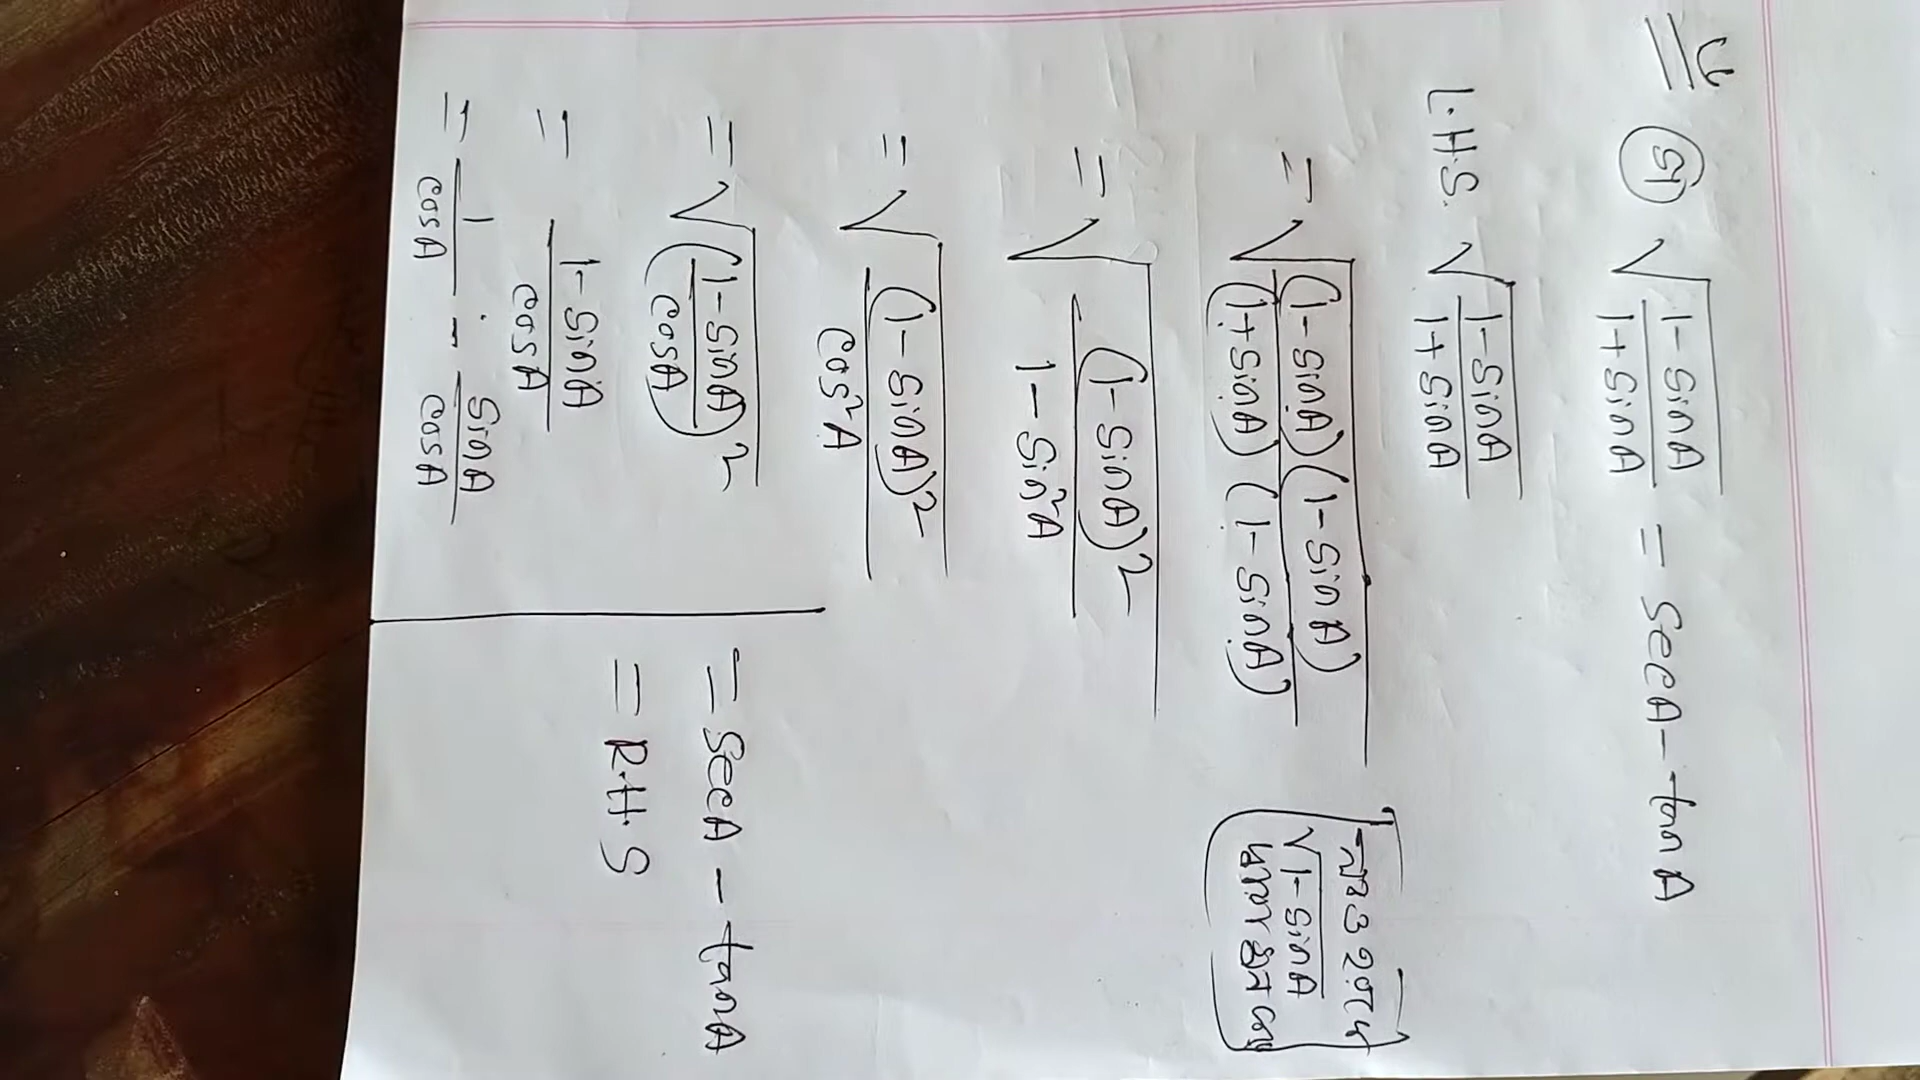 51 √(1-sinA / 1+sinA) = secA - tanA
L.H.S. √(1-sinA / 1+sinA)
= √((1-sinA)(1-sinA) / (1+sinA)(1-sinA))
[লব ও হরকে
√1-sinA
দ্বারা গুণ করে]
= √((1-sinA)² / 1-sin²A)
= √((1-sinA)² / cos²A)
= √(1-sinA / cosA)²
= 1-sinA / cosA
= 1/cosA - sinA/cosA
= secA - tanA
= R.H.S